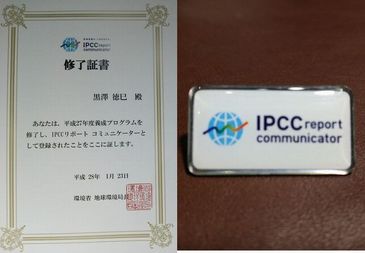 IPCC report
communicator
修了証書
黒澤 徳巳 殿
あなたは、平成27年度養成プログラムを
修了し、IPCCリポート コミュニケーターと
して登録されたことをここに証します。
平成 28年 1月 23日
環境省 地球環境局長
IPCC report
communicator